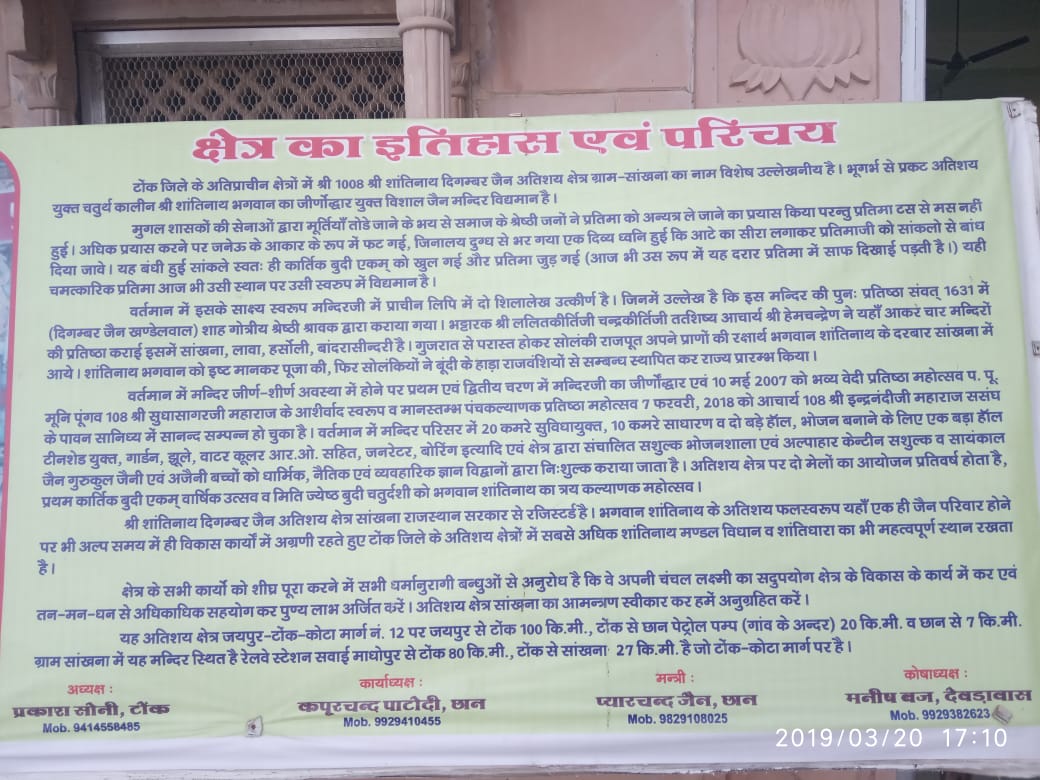 क्षेत्र का इतिहास एवं परिचय
टोंक जिले के अतिप्राचीन क्षेत्रों में श्री 1008 श्री शांतिनाथ दिगम्बर जैन अतिशय क्षेत्र ग्राम-सांखना का नाम विशेष उल्लेखनीय है। भूगर्भ से प्रकट अतिशय
युक्त चतुर्थ कालीन श्री शांतिनाथ भगवान का जीर्णोद्धार युक्त विशाल जैन मन्दिर विद्यमान है।
मुगल शासकों की सेनाओं द्वारा मूर्तियाँ तोडे जाने के भय से समाज के श्रेष्ठी जनों ने प्रतिमा को अन्यत्र ले जाने का प्रयास किया परन्तु प्रतिमा टस से मस नहीं
हुई। अधिक प्रयास करने पर जनेऊ के आकार के रूप में फट गई, जिनालय दुग्ध से भर गया एक दिव्य ध्वनि हुई कि आटे का सीरा लगाकर प्रतिमाजी को सांकलो से बांध
दिया जावे। यह बंधी हुई सांकले स्वतः ही कार्तिक बुदी एकम् को खुल गई और प्रतिमा जुड़ गई (आज भी उस रूप में यह दरार प्रतिमा में साफ दिखाई पड़ती है।) यही
चमत्कारिक प्रतिमा आज भी उसी स्थान पर उसी स्वरुप में विद्यमान है।
वर्तमान में इसके साक्ष्य स्वरूप मन्दिरजी में प्राचीन लिपि में दो शिलालेख उत्कीर्ण है। जिनमें उल्लेख है कि इस मन्दिर की पुनः प्रतिष्ठा संवत् 1631 में
(दिगम्बर जैन खण्डेलवाल) शाह गोत्रीय श्रेष्ठी श्रावक द्वारा कराया गया। भट्टारक श्री ललितकीर्तिजी चन्द्रकीर्तिजी तर्तशिष्य आचार्य श्री हेमचन्द्रेण ने यहाँ आकर चार मन्दिरों
की प्रतिष्ठा कराई इसमें सांखना, लावा, हर्सोली, बांदरासीन्दरी है। गुजरात से परास्त होकर सोलंकी राजपूत अपने प्राणों की रक्षार्थ भगवान शांतिनाथ के दरबार सांखना में
आये। शांतिनाथ भगवान को इष्ट मानकर पूजा की, फिर सोलंकियों ने बूंदी के हाडा राजवंशियों से सम्बन्ध स्थापित कर राज्य प्रारम्भ किया।
वर्तमान में मन्दिर जीर्ण-शीर्ण अवस्था में होने पर प्रथम एवं द्वितीय चरण में मन्दिरजी का जीर्णोद्धार एवं 10 मई 2007 को भव्य वेदी प्रतिष्ठा महोत्सव प. पू.
मुनि पूंगव 108 श्री सुधासागरजी महाराज के आशीर्वाद स्वरूप व मानस्तम्भ पंचकल्याणक प्रतिष्ठा महोत्सव 7 फरवरी, 2018 को आचार्य 108 श्री इन्द्रनंदीजी महाराज ससंघ
के पावन सानिध्य में सानन्द सम्पन्न हो चुका है। वर्तमान में मन्दिर परिसर में 20 कमरे सुविधायुक्त, 10 कमरे साधारण व दो बड़े हॉल, भोजन बनाने के लिए एक बड़ा हॉल
टीनशेड युक्त, गार्डन, झूले, वाटर कूलर आर.ओ. सहित, जनरेटर, बोरिंग इत्यादि एवं क्षेत्र द्वारा संचालित सशुल्क भोजनशाला एवं अल्पाहार केन्टीन सशुल्क व सायंकाल
जैन गुरुकुल जैनी एवं अजैनी बच्चों को धार्मिक, नैतिक एवं व्यवहारिक ज्ञान विद्वानों द्वारा निःशुल्क कराया जाता है। अतिशय क्षेत्र पर दो मेलों का आयोजन प्रतिवर्ष होता है,
प्रथम कार्तिक बुदी एकम् वार्षिक उत्सव व मिति ज्येष्ठ बुदी चतुर्दशी को भगवान शांतिनाथ का त्रय कल्याणक महोत्सव।
श्री शांतिनाथ दिगम्बर जैन अतिशय क्षेत्र सांखना राजस्थान सरकार से रजिस्टर्ड है। भगवान शांतिनाथ के अतिशय फलस्वरुप यहाँ एक ही जैन परिवार होने
पर भी अल्प समय में ही विकास कार्यो में अग्रणी रहते हुए टोंक जिले के अतिशय क्षेत्रों में सबसे अधिक शांतिनाथ मण्डल विधान व शांतिधारा का भी महत्वपूर्ण स्थान रखता
है।
क्षेत्र के सभी कार्यो को शीघ्र पूरा करने में सभी धर्मानुरागी बन्धुओं से अनुरोध है कि वे अपनी चंचल लक्ष्मी का सदुपयोग क्षेत्र के विकास के कार्य में कर एवं
तन-मन-धन से अधिकाधिक सहयोग कर पुण्य लाभ अर्जित करें। अतिशय क्षेत्र सांखना का आमन्त्रण स्वीकार कर हमें अनुग्रहित करें।
यह अतिशय क्षेत्र जयपुर-टोंक-कोटा मार्ग नं. 12 पर जयपुर से टोंक 100 कि.मी., टोंक से छान पेट्रोल पम्प (गांव के अन्दर) 20 कि.मी. व छान से 7 कि.मी.
ग्राम सांखना में यह मन्दिर स्थित है रेलवे स्टेशन सवाई माधोपुर से टोंक 80 कि.मी., टोंक से सांखना 27 कि.मी. है जो टोंक-कोटा मार्ग पर है।
अध्यक्ष : कार्याध्यक्ष : मन्त्री : कोषाध्यक्ष :
प्रकाश सोनी, टोंक कपूरचन्द पाटोदी, छान प्यारचन्द जैन, छान मनीष बज, देवड़ावास
Mob. 9414558485 Mob. 9929410455 Mob. 9829108025 Mob. 9929382623
2019/03/20 17:10